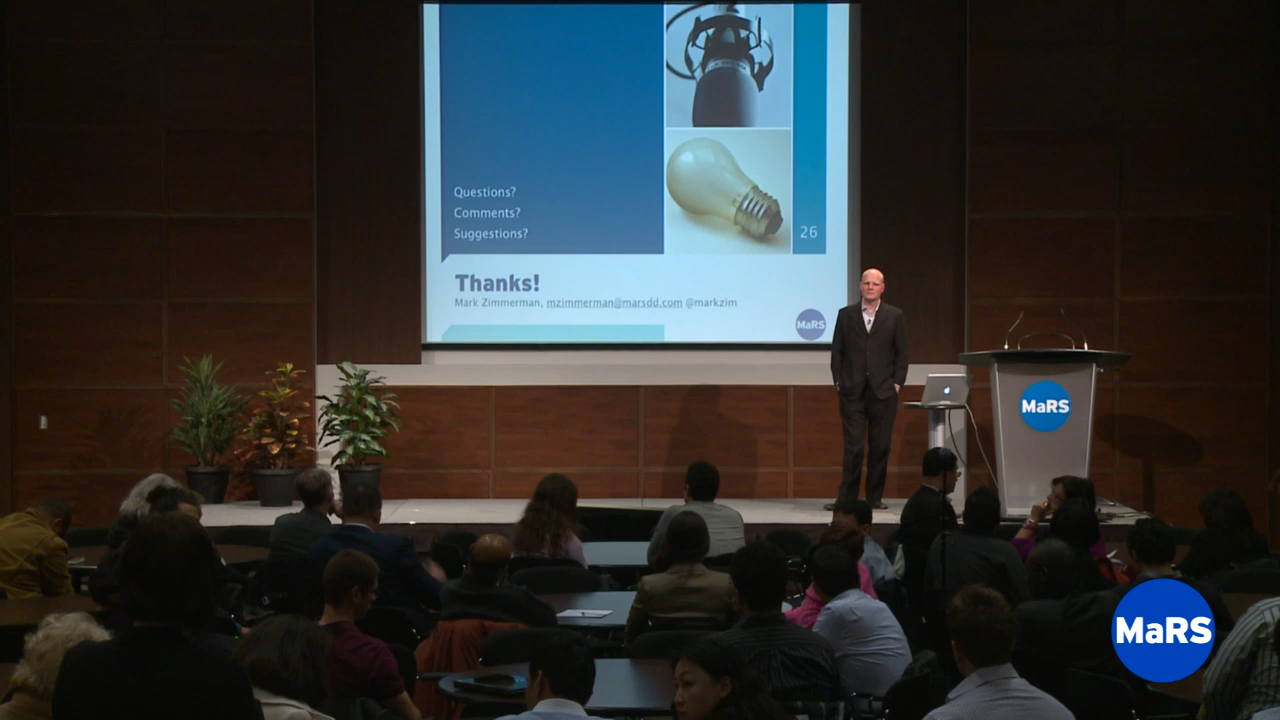 Questions?
Comments?
Suggestions?
26
Thanks!
Mark Zimmerman, mzimmerman@marsdd.com @markzim
MaRS
MaRS
MaRS